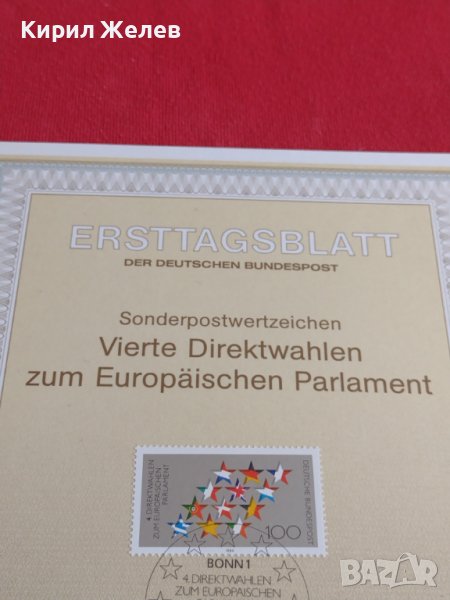 Кирил Желев
ERSTTAGSBLATT
DER DEUTSCHEN BUNDESPOST
Sonderpostwertzeichen
Vierte Direktwahlen
zum Europäischen Parlament
4. DIREKTWAHLEN
ZUM EUROPÄISCHEN
PARLAMENT
100
DEUTSCHE BUNDESPOST
BONN 1
4. DIREKTWAHLEN
ZUM EUROPÄISCHEN
BAZAR